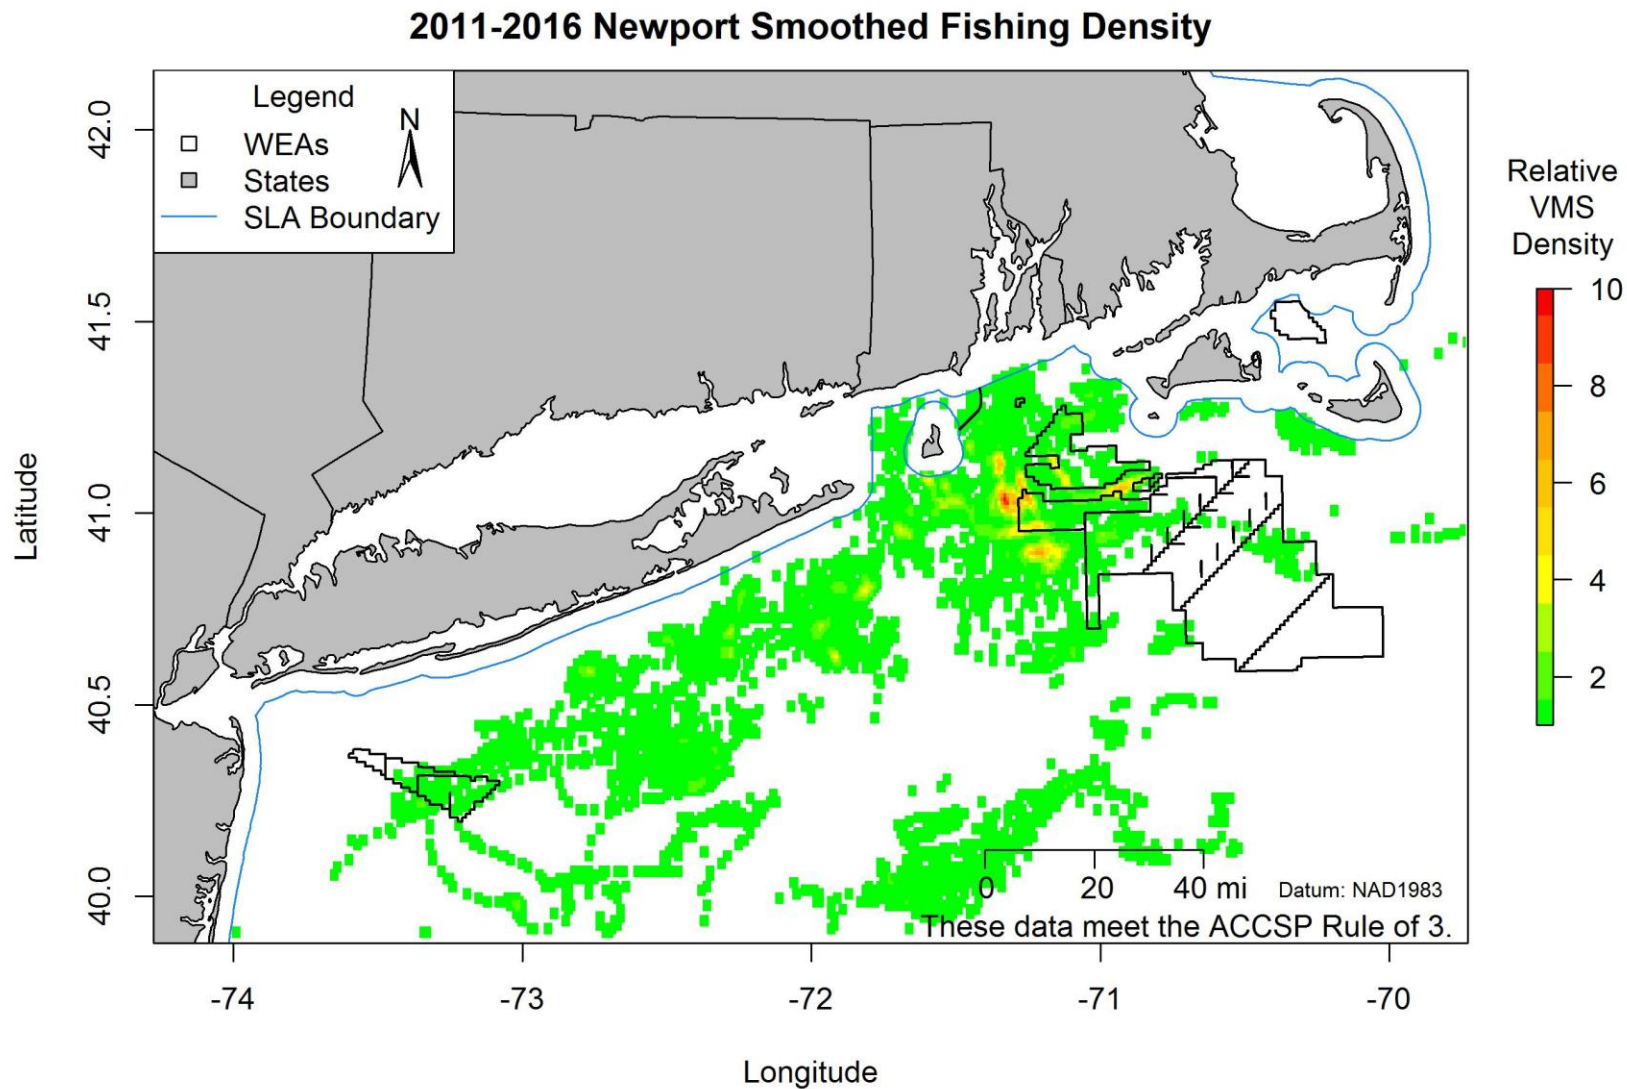 2011-2016 Newport Smoothed Fishing Density
Legend
N
WEAs
States
SLA Boundary
Relative
VMS
Density
10
8
6
4
2
Latitude
42.0
41.5
41.0
40.5
40.0
0 20 40 mi Datum: NAD1983
These data meet the ACCSP Rule of 3.
-74 -73 -72 -71 -70
Longitude